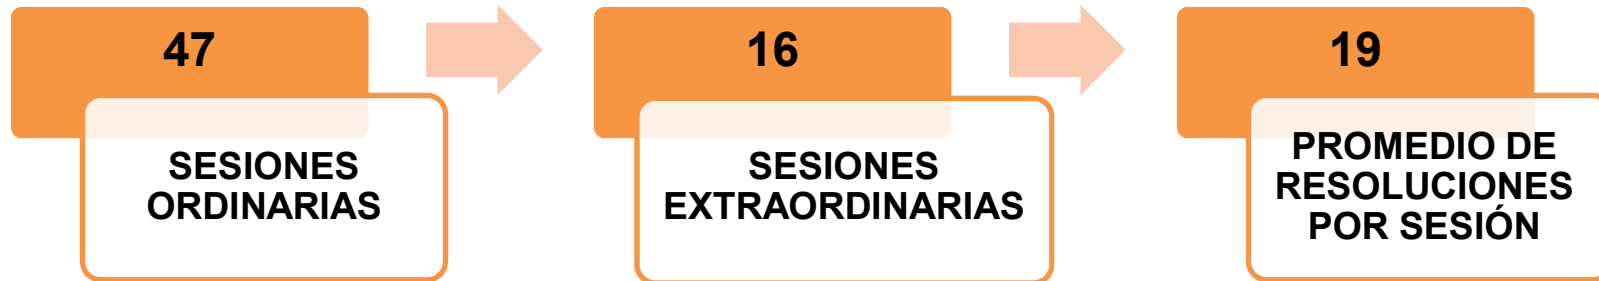 47
SESIONES
ORDINARIAS
16
SESIONES
EXTRAORDINARIAS
19
PROMEDIO DE
RESOLUCIONES
POR SESIÓN